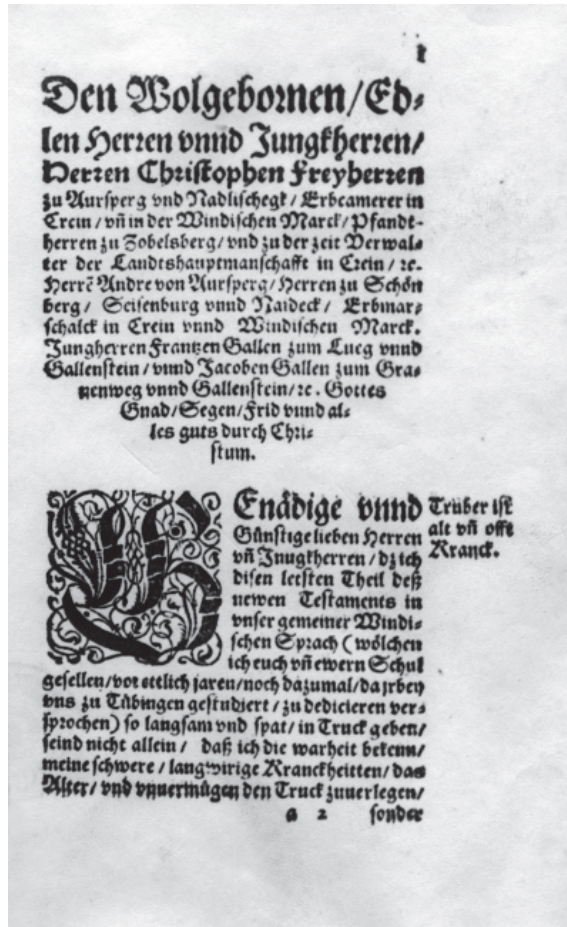 1
Den Wolgebornen/Ed-
len Herren vnnd Jungkherren/
Herren Christophen Freyherren
zu Aursperg vnd Nadlischegk/Erbcamerer in
Crein/vñ in der Windischen Marck/Pfandt-
herren zu Zobelsberg/vnd zu der zeit Verwal-
ter der Landtshauptmanschafft in Crein/ꝛc.
Herrẽ Andre von Aursperg/Herren zu Schön
berg/ Seisenburg vnnd Naideck/ Erbmar-
schalck in Crein vnnd Windischen Marck.
Jungherren Frantzen Gallen zum Lueg vnnd
Gallenstein/vnnd Jacoben Gallen zum Gra-
uenweg vnnd Gallenstein/ꝛc. Gottes
Gnad/Segen/Frid vnnd al-
les guts durch Chri-
stum.
GEnädige vnnd
Günstige lieben Herren
vñ Jnugkherren/dz ich
disen letsten Theil deß
newen Testaments in
vnser gemeiner Windi-
schen Sprach (wölchen
ich euch vñ ewern Schul
gesellen/vor ettlich jaren/noch dazumal/da jr bey
vns zu Tübingen gestudiert/zu dedicieren ver-
sprochen) so langsam vnd spat/in Truck geben/
seind nicht allein/ daß ich die warheit bekenn/
meine schwere/langwirige Kranckheitten/das
Alter/vnd vnuermügen den Truck zuuerlegen/
a 2 sonder
Truber ist
alt vñ offt
Kranck.